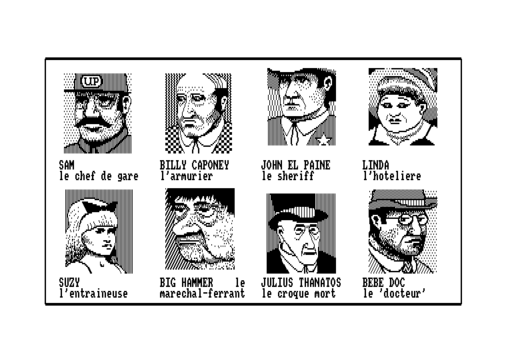 UP
SAM
le chef de gare
BILLY CAPONEY
l'armurier
JOHN EL PAINE
le sheriff
LINDA
l'hoteliere
SUZY
l'entraineuse
BIG HAMMER le
marechal-ferrant
JULIUS THANATOS
le croque mort
BEBE DOC
le 'docteur'